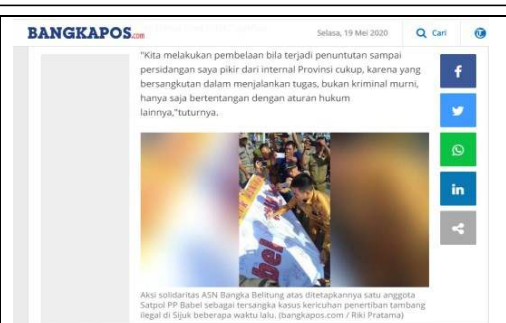 BANGKAPOS.com
Selasa, 19 Mei 2020
Cari
"Kita melakukan pembelaan bila terjadi penuntutan sampai
persidangan saya pikir dari internal Provinsi cukup, karena yang
bersangkutan dalam menjalankan tugas, bukan kriminal murni,
hanya saja bertentangan dengan aturan hukum
lainnya,"tuturnya.
f
in
bel
Aksi solidaritas ASN Bangka Belitung atas ditetapkannya satu anggota
Satpol PP Babel sebagai tersangka kasus kericuhan penertiban tambang
ilegal di Sijuk beberapa waktu lalu. (bangkapos.com / Riki Pratama)